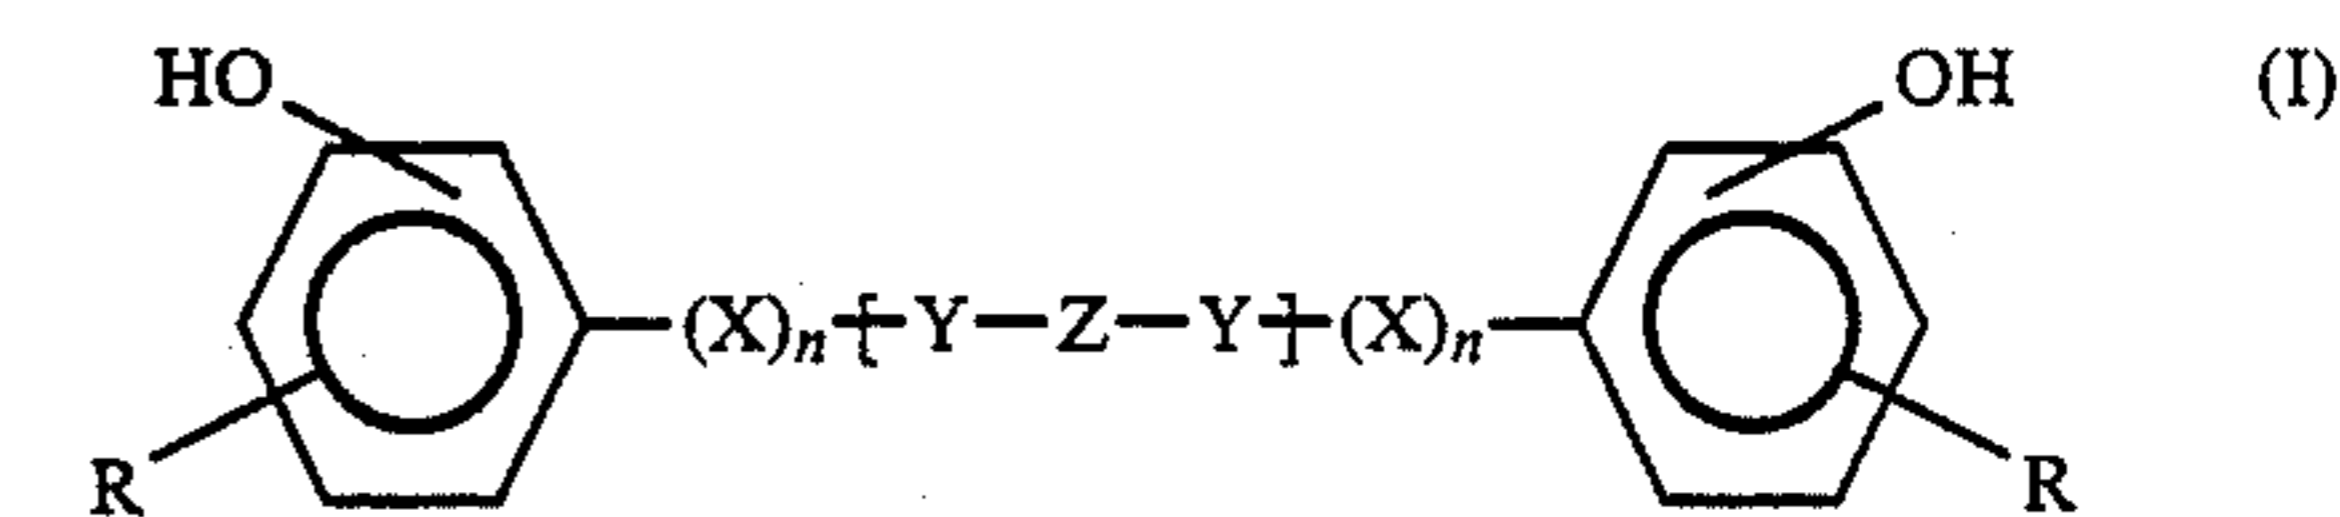 HO OH (I)
(X)n [ Y—Z—Y ] (X)n
R R